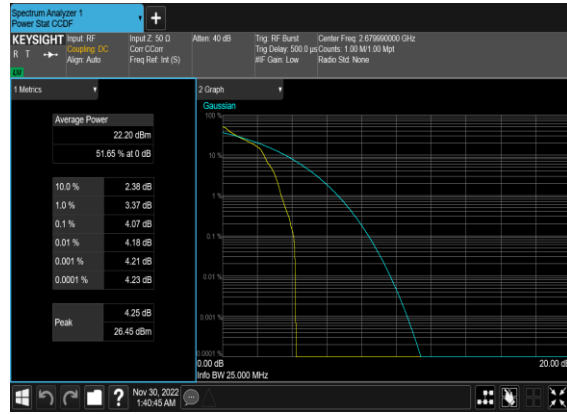 Spectrum Analyzer 1
Power Stat CCDF
+
KEYSIGHT
R T
LXI
Input: RF
Coupling: DC
Align: Auto
Input Z: 50 Ω
Corr CCorr
Freq Ref: Int (S)
Atten: 40 dB
Trig: RF Burst
Trig Delay: 500.0 µs
#IF Gain: Low
Center Freq: 2.679990000 GHz
Counts: 1.00 M/1.00 Mpt
Radio Std: None
1 Metrics
Average Power
22.20 dBm
51.65 % at 0 dB
10.0 % 2.38 dB
1.0 % 3.37 dB
0.1 % 4.07 dB
0.01 % 4.18 dB
0.001 % 4.21 dB
0.0001 % 4.23 dB
Peak
4.25 dB
26.45 dBm
2 Graph
Gaussian
100 %
10 %
1 %
0.1 %
0.01 %
0.001 %
0.0001 %
0.00 dB
20.00 dB
Info BW 25.000 MHz
?
Nov 30, 2022
1:40:45 AM